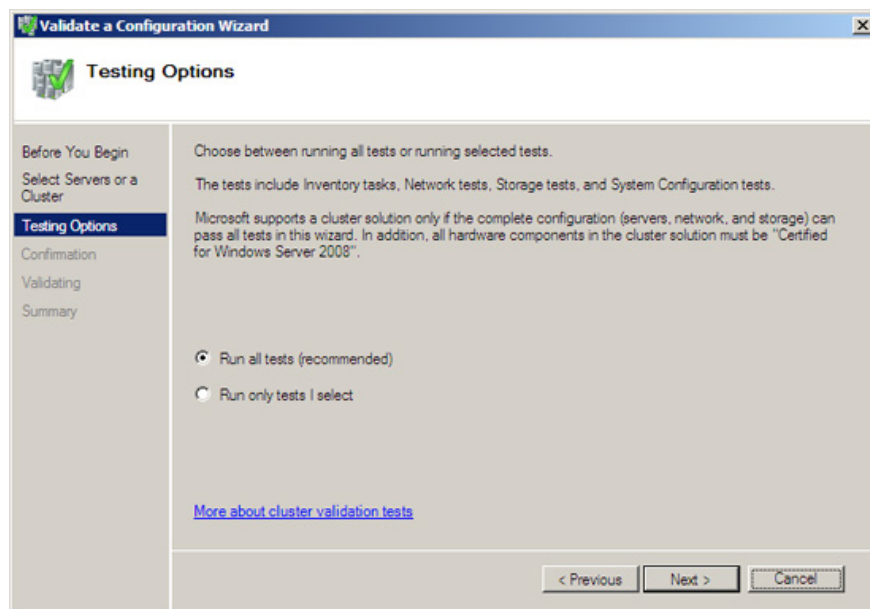 Validate a Configuration Wizard
Testing Options
Before You Begin
Select Servers or a
Cluster
Testing Options
Confirmation
Validating
Summary
Choose between running all tests or running selected tests.
The tests include Inventory tasks, Network tests, Storage tests, and System Configuration tests.
Microsoft supports a cluster solution only if the complete configuration (servers, network, and storage) can
pass all tests in this wizard. In addition, all hardware components in the cluster solution must be "Certified
for Windows Server 2008".
Run all tests (recommended)
Run only tests I select
More about cluster validation tests
< Previous
Next >
Cancel